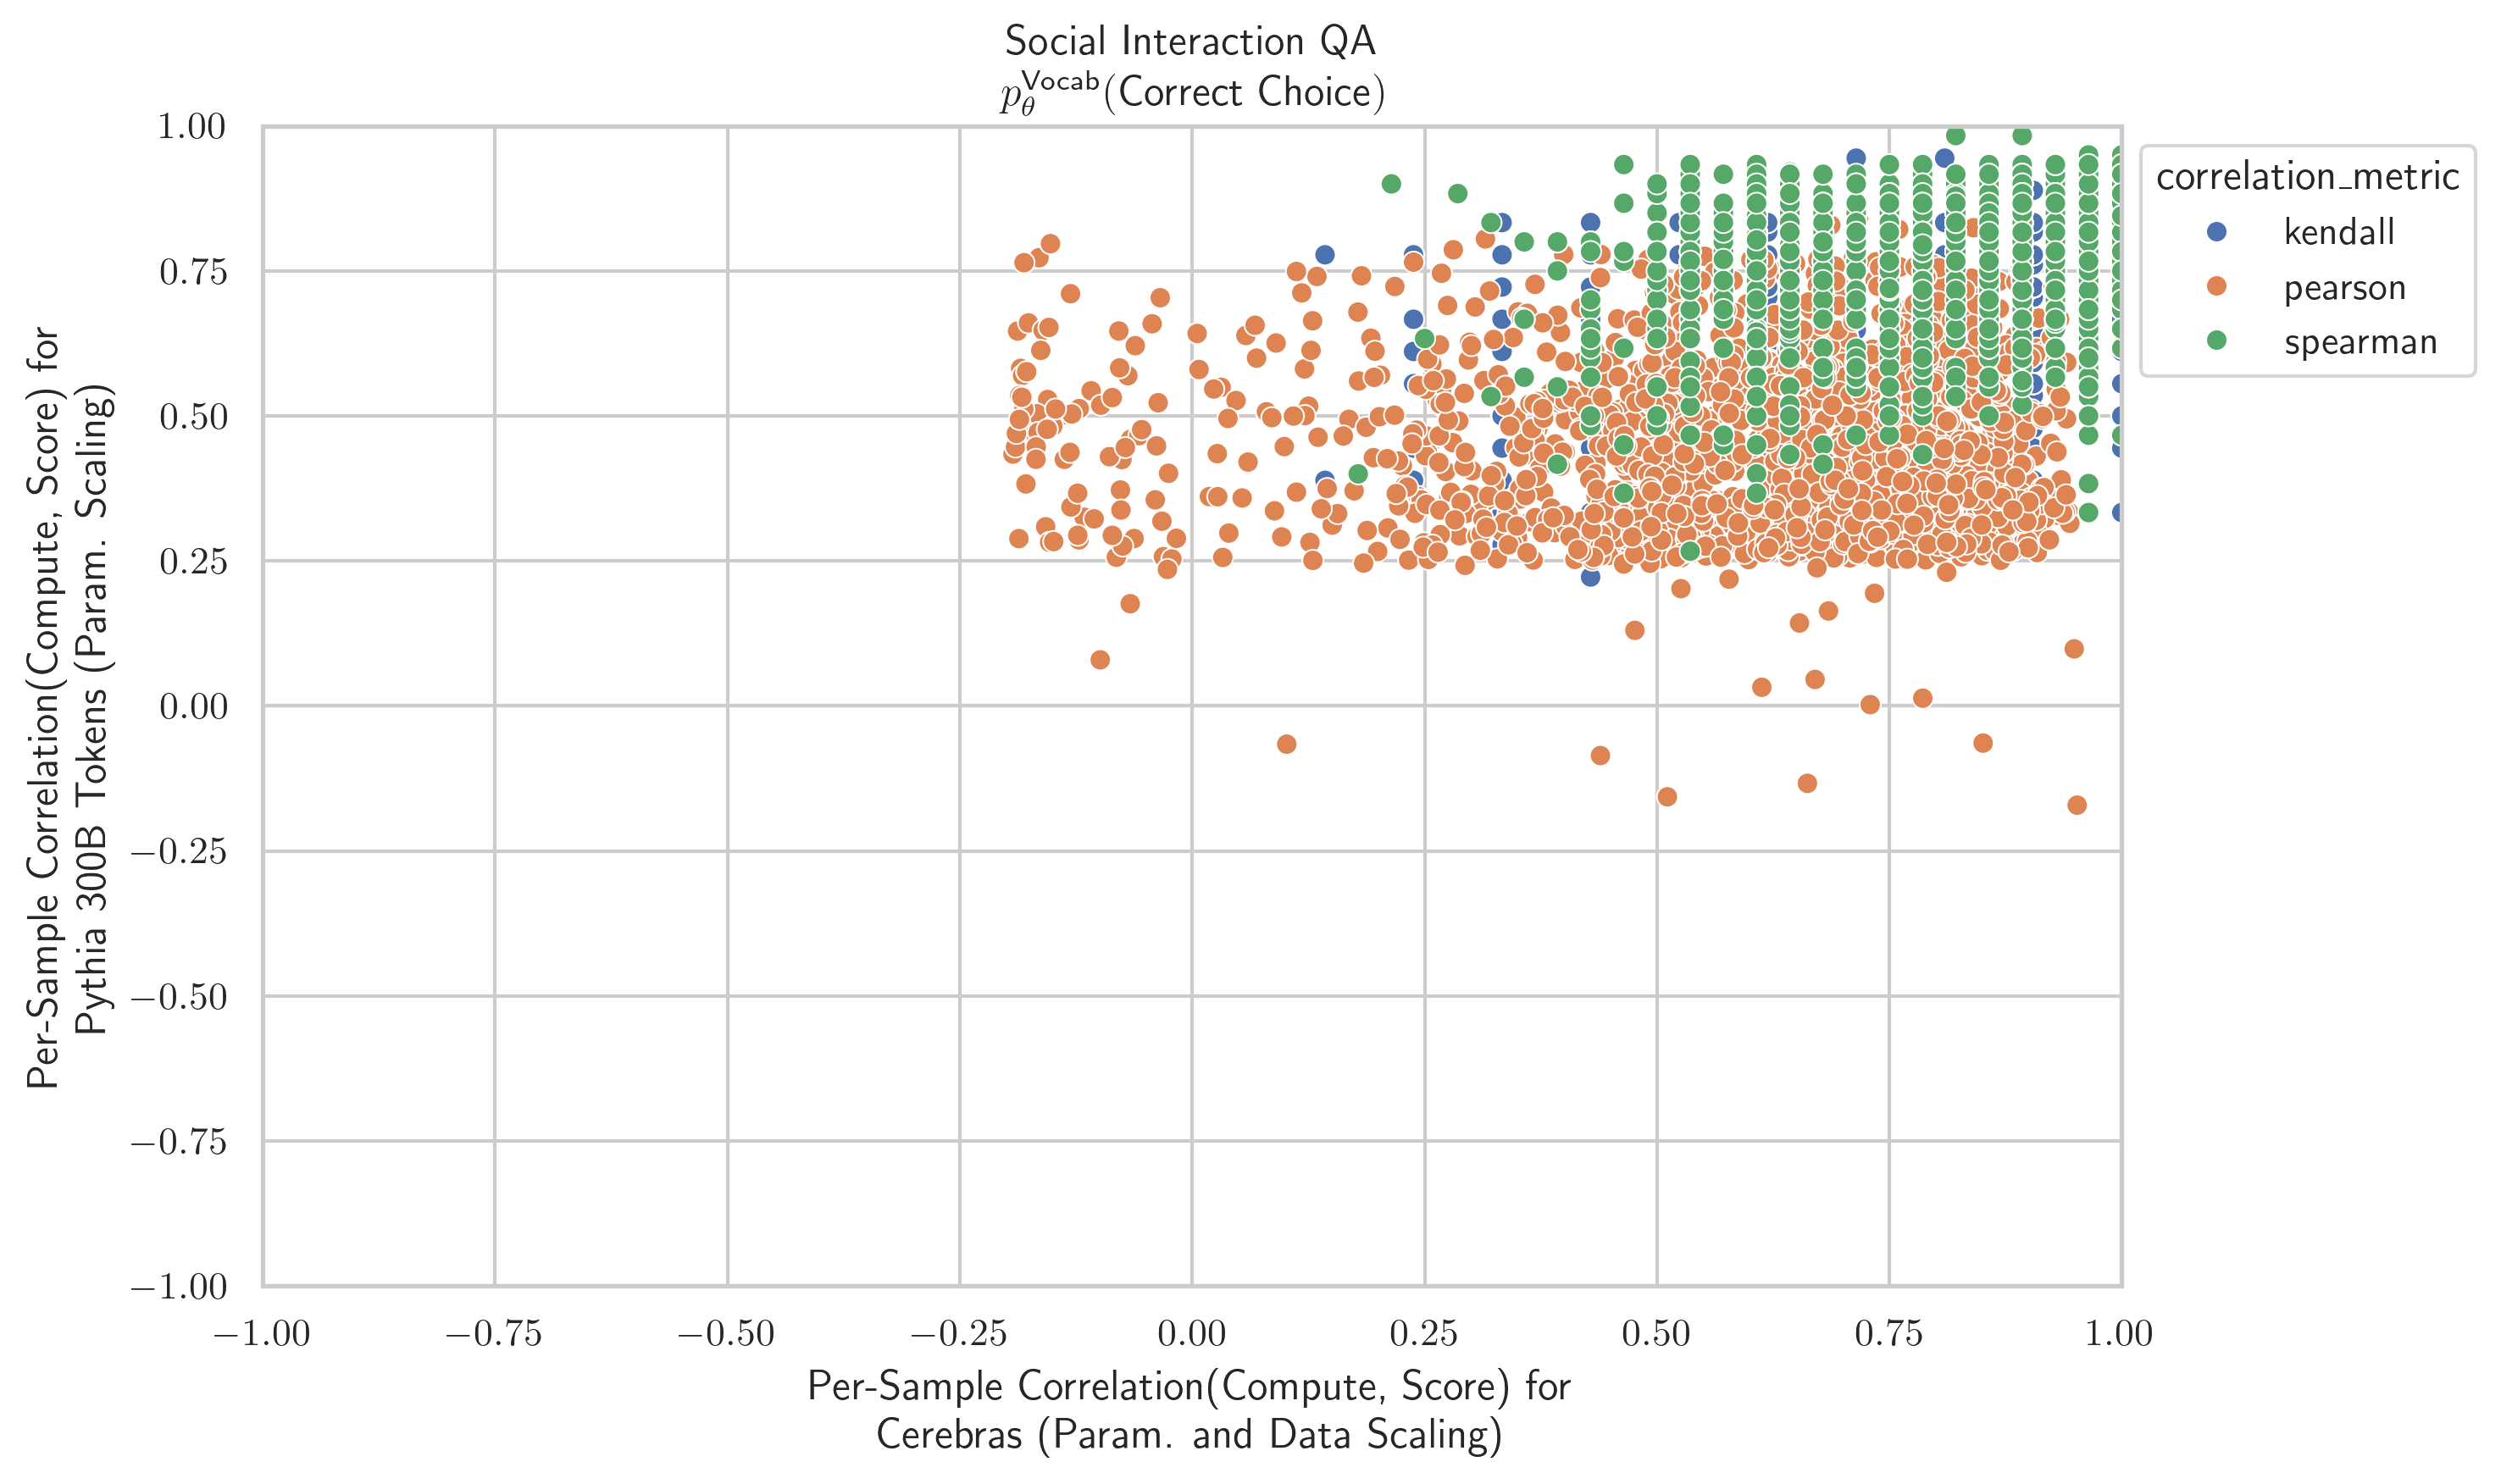 Social Interaction QA
p_θ^Vocab(Correct Choice)
1.00
0.75
0.50
0.25
0.00
−0.25
−0.50
−0.75
−1.00
Per-Sample Correlation(Compute, Score) for
Pythia 300B Tokens (Param. Scaling)
correlation_metric
kendall
pearson
spearman
−1.00 −0.75 −0.50 −0.25 0.00 0.25 0.50 0.75 1.00
Per-Sample Correlation(Compute, Score) for
Cerebras (Param. and Data Scaling)